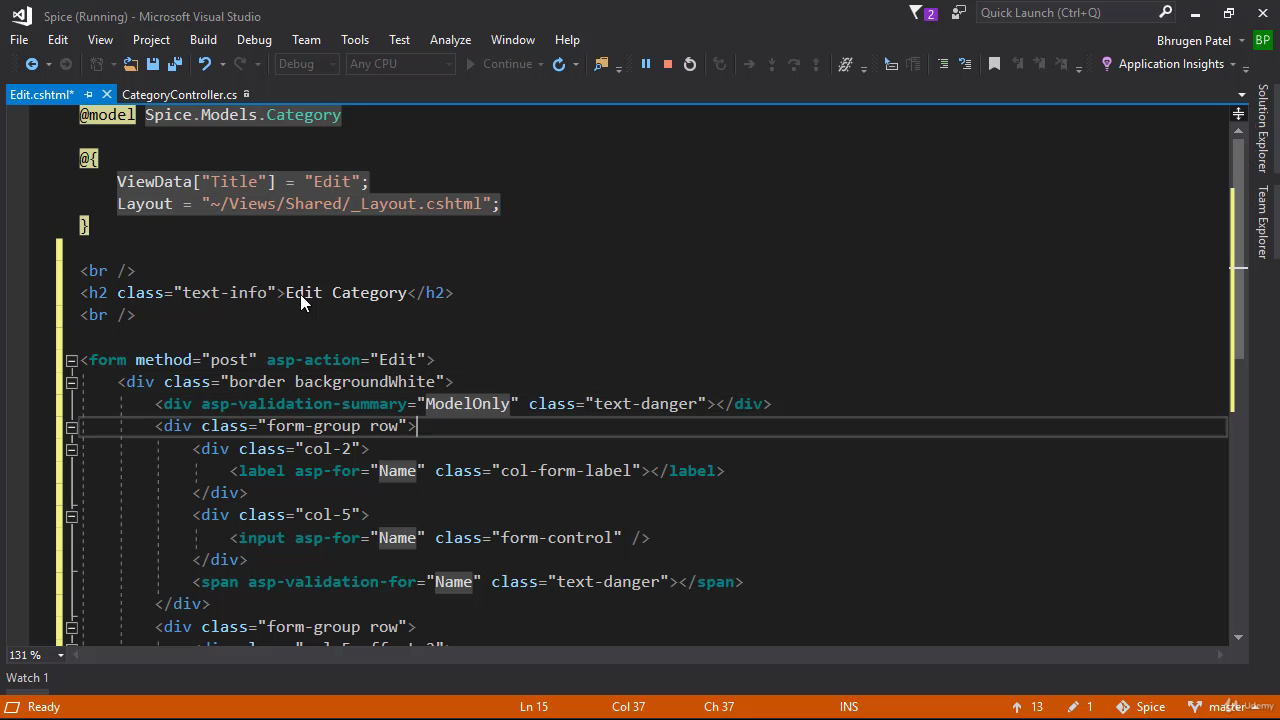 Spice (Running) - Microsoft Visual Studio
2
Quick Launch (Ctrl+Q)
File Edit View Project Build Debug Team Tools Test Analyze Window Help
Bhrugen Patel BP
Debug Any CPU Continue Application Insights
Edit.cshtml* CategoryController.cs
@model Spice.Models.Category
@{
ViewData["Title"] = "Edit";
Layout = "~/Views/Shared/_Layout.cshtml";
}
<br />
<h2 class="text-info">Edit Category</h2>
<br />
<form method="post" asp-action="Edit">
<div class="border backgroundWhite">
<div asp-validation-summary="ModelOnly" class="text-danger"></div>
<div class="form-group row">
<div class="col-2">
<label asp-for="Name" class="col-form-label"></label>
</div>
<div class="col-5">
<input asp-for="Name" class="form-control" />
</div>
<span asp-validation-for="Name" class="text-danger"></span>
</div>
<div class="form-group row">
Solution Explorer
Team Explorer
131 %
Watch 1
Ready Ln 15 Col 37 Ch 37 INS 13 1 Spice master
Udemy